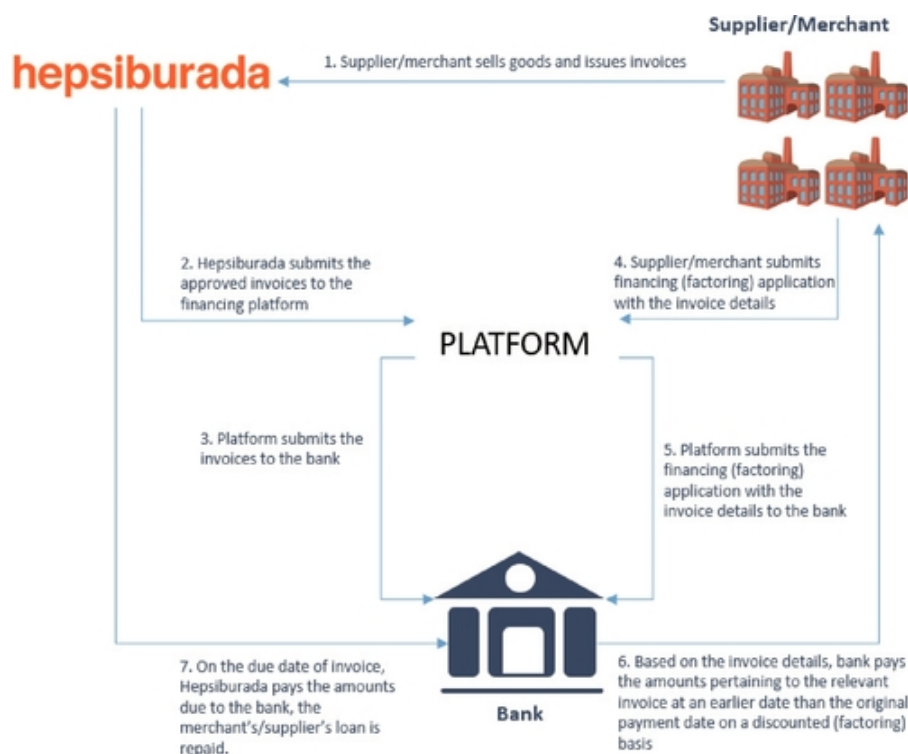 Supplier/Merchant
1. Supplier/merchant sells goods and issues invoices
hepsiburada
2. Hepsiburada submits the
approved invoices to the
financing platform
4. Supplier/merchant submits
financing (factoring) application
with the invoice details
PLATFORM
3. Platform submits the
invoices to the bank
5. Platform submits the
financing (factoring)
application with the
invoice details to the bank
7. On the due date of invoice,
Hepsiburada pays the amounts
due to the bank, the
merchant's/supplier's loan is
repaid.
Bank
6. Based on the invoice details, bank pays
the amounts pertaining to the relevant
invoice at an earlier date than the original
payment date on a discounted (factoring)
basis